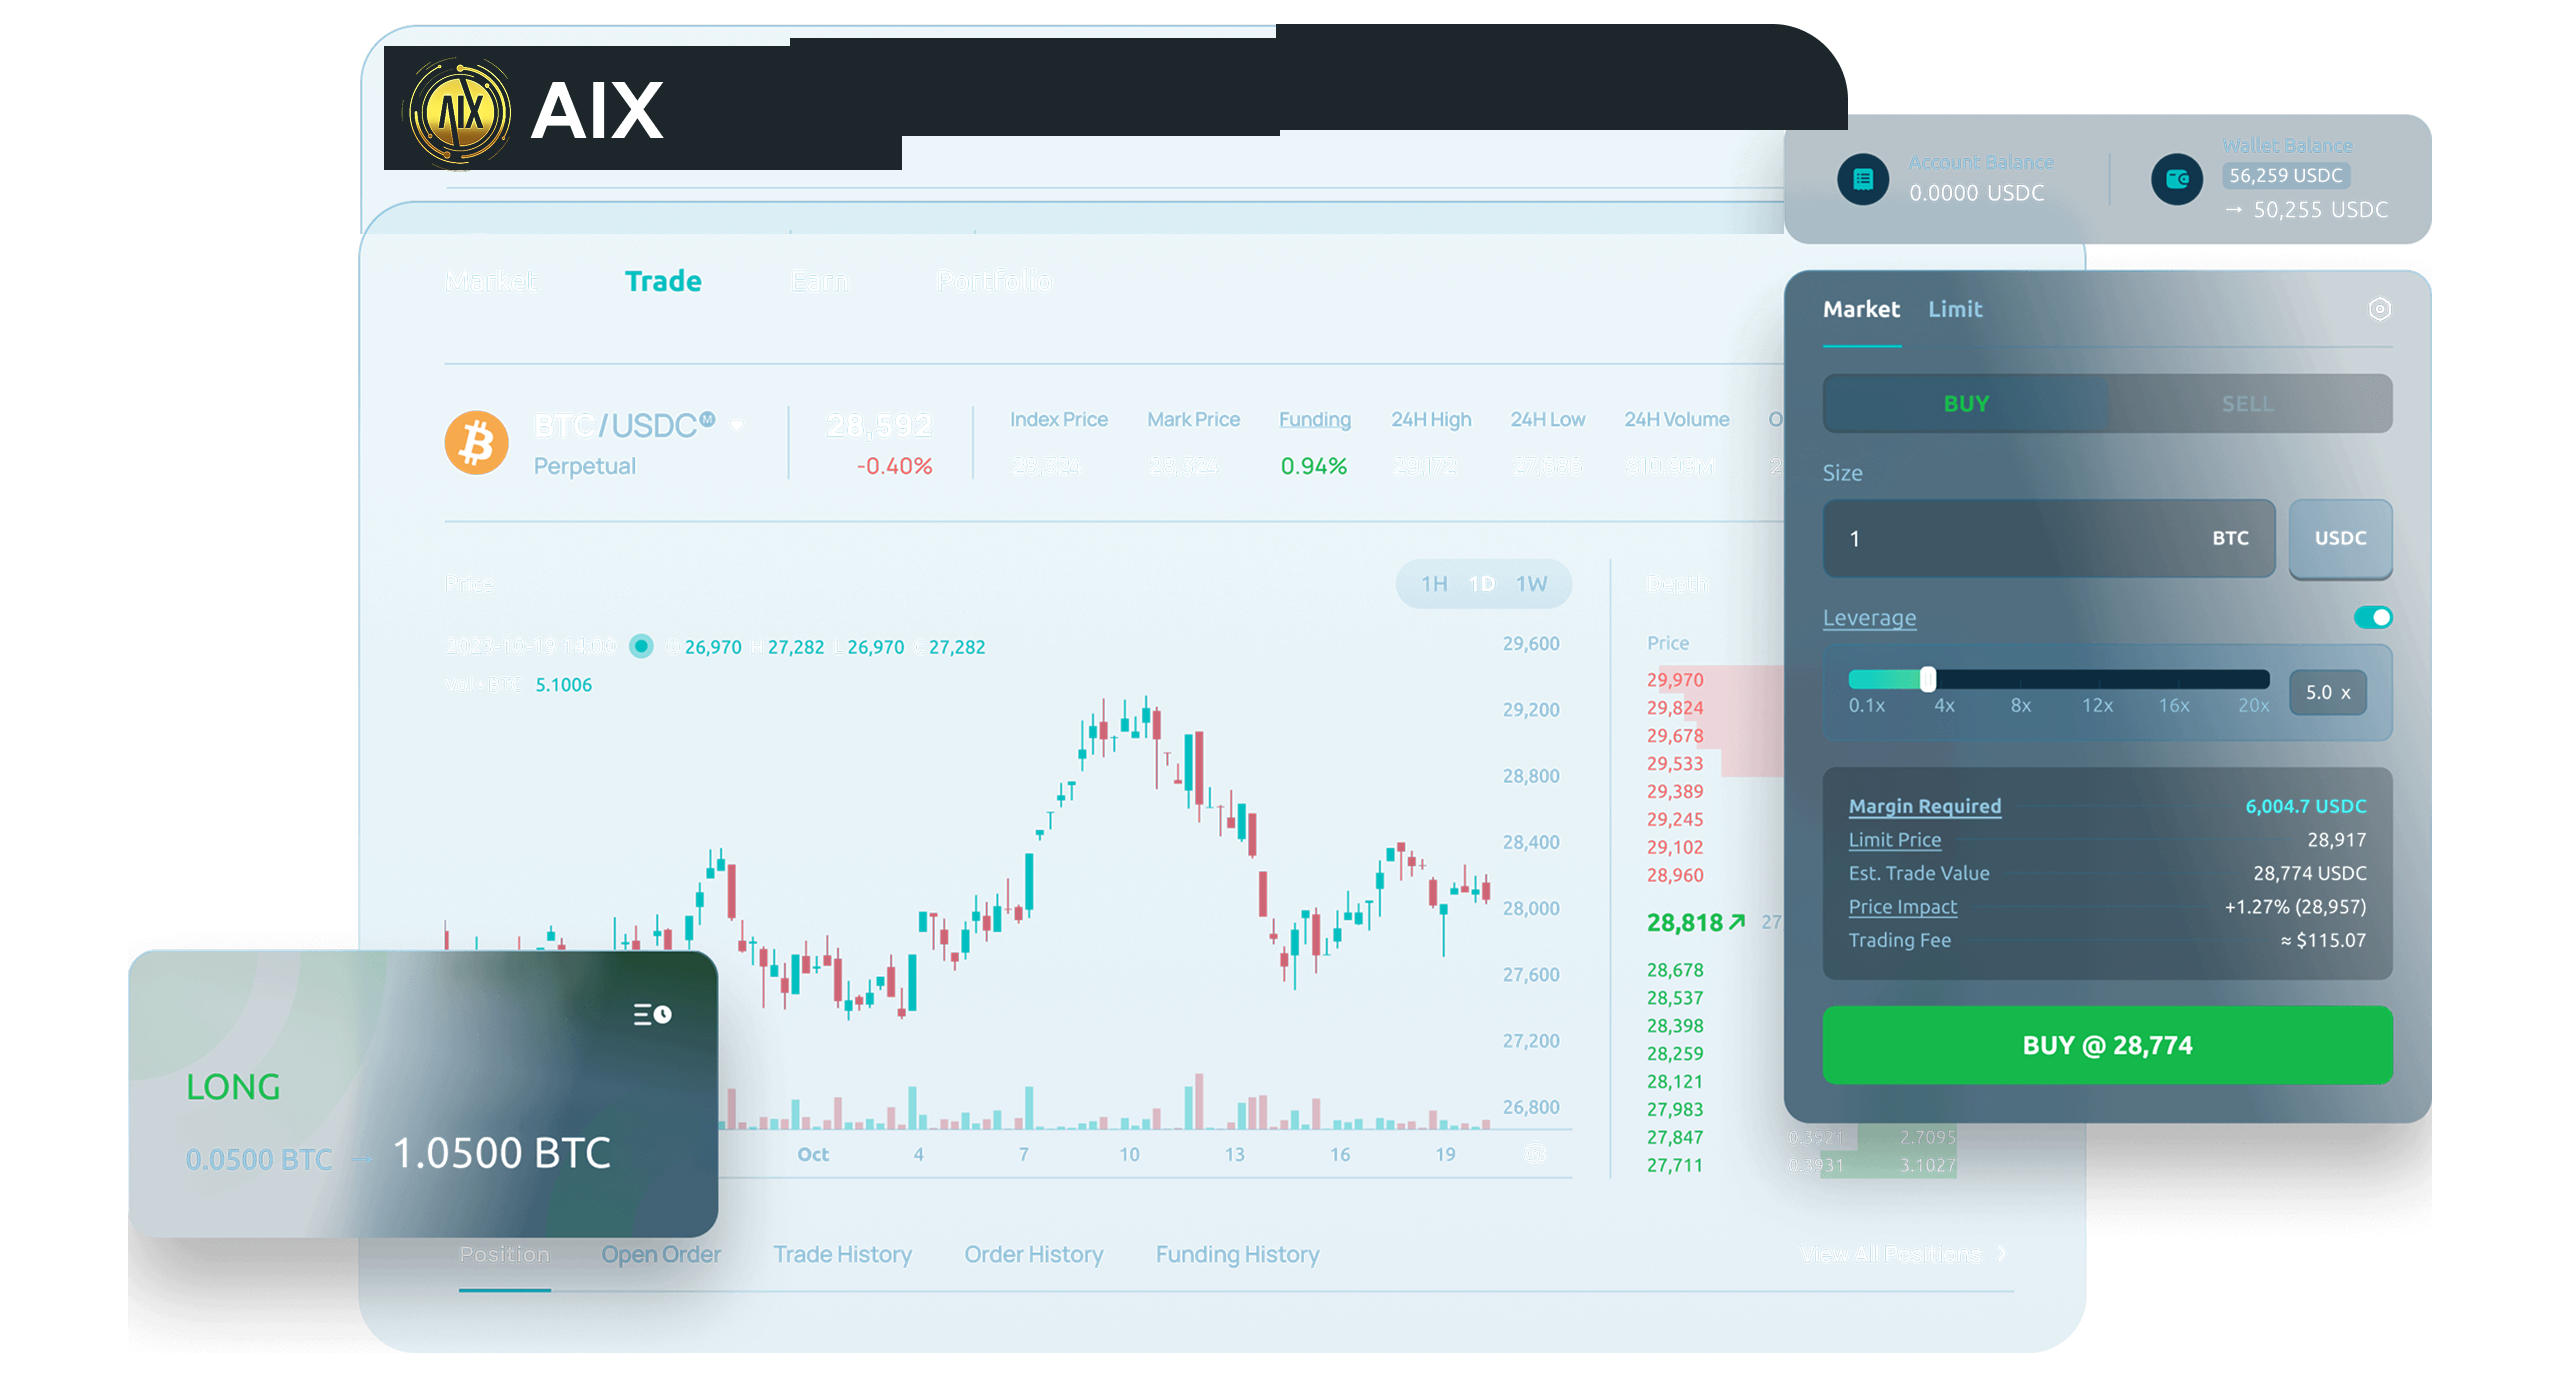 AIX
AIX
Account Balance
0.0000 USDC
Wallet Balance
56,259 USDC
→ 50,255 USDC
Market Trade Earn Portfolio
BTC/USDC M
Perpetual
28,592
-0.40%
Index Price Mark Price Funding 24H High 24H Low 24H Volume O
28,324 28,324 0.94% 29,172
Price
1H 1D 1W
2023-10-19 14:00 O 26,970 H 27,282 L 26,970 C 27,282
Vol · BTC 5.1006
29,600
29,200
28,800
28,400
28,000
27,600
27,200
26,800
Oct 4 7 10 13 16 19
Depth
Price
29,970
29,824
29,678
29,533
29,389
29,245
29,102
28,960
28,818↗ 27
28,678
28,537
28,398
28,259
28,121
27,983
27,847 0.3921 2.7095
27,711 0.3931 3.1027
Market Limit
BUY SELL
Size
1 BTC USDC
Leverage
0.1x 4x 8x 12x 16x 20x
5.0 x
Margin Required 6,004.7 USDC
Limit Price 28,917
Est. Trade Value 28,774 USDC
Price Impact +1.27% (28,957)
Trading Fee ≈ $115.07
BUY @ 28,774
LONG
0.0500 BTC → 1.0500 BTC
Position Open Order Trade History Order History Funding History
View All Positions >